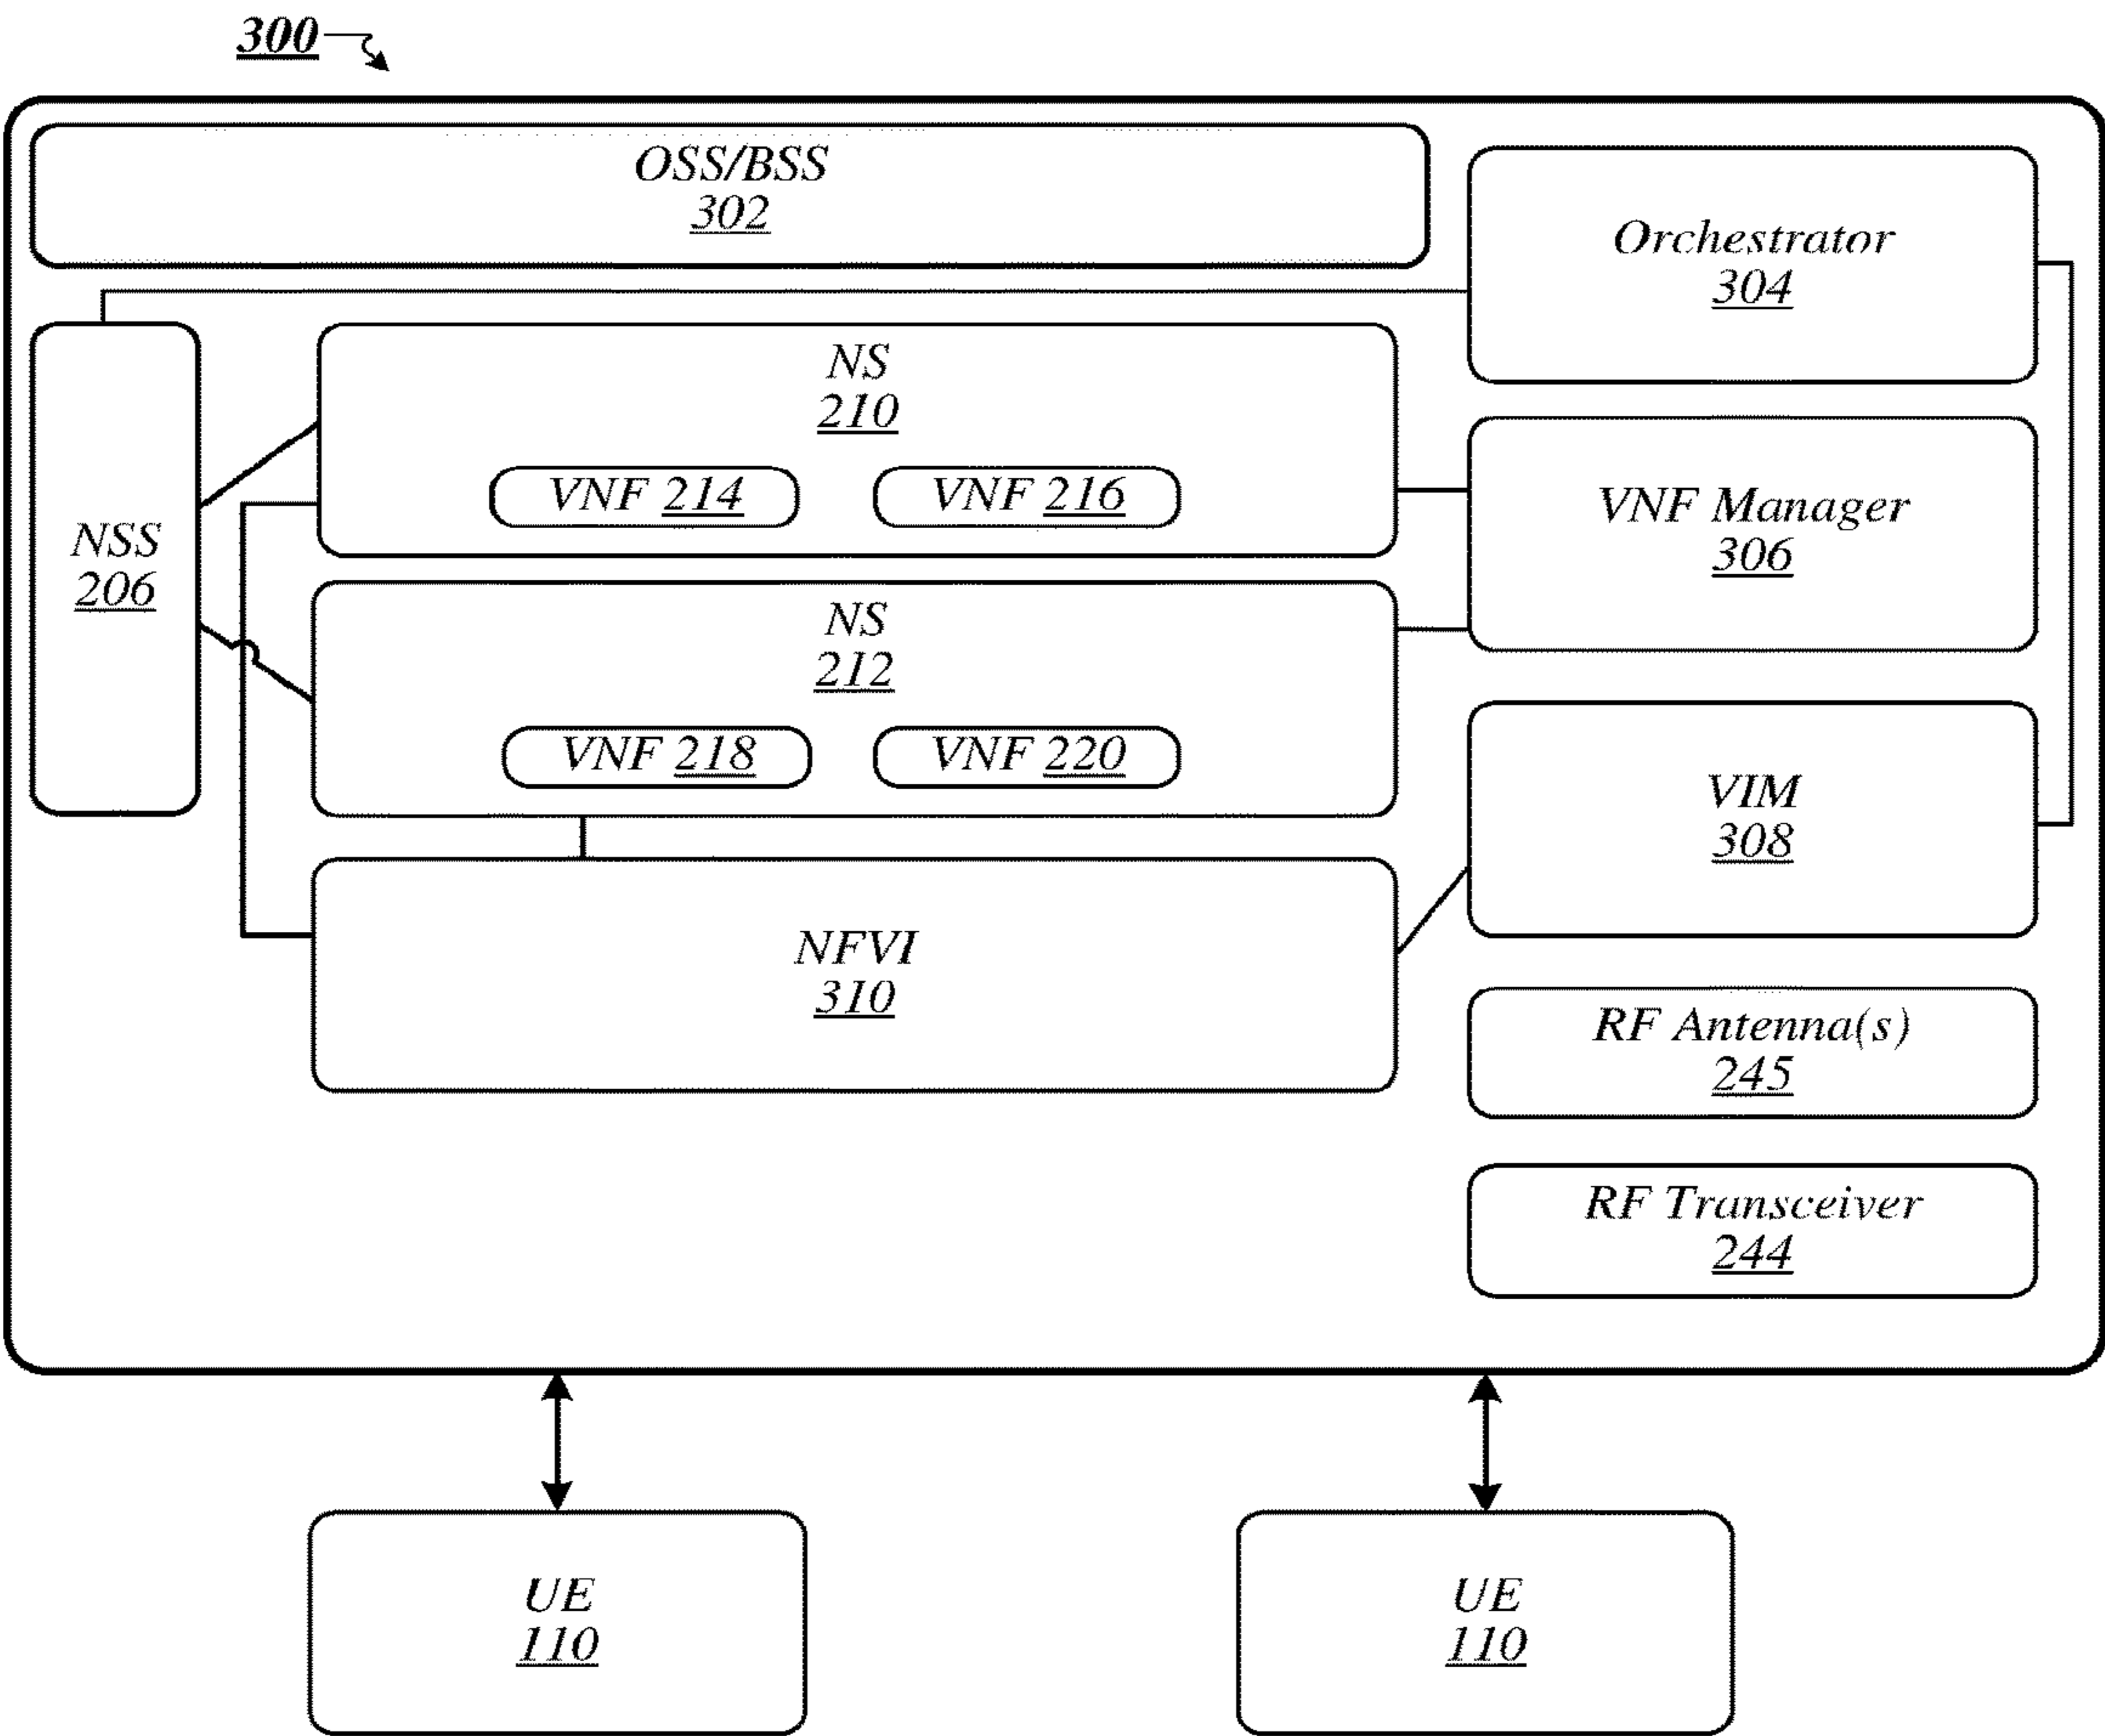 300
OSS/BSS
302
Orchestrator
304
NSS
206
NS
210
VNF 214
VNF 216
VNF Manager
306
NS
212
VNF 218
VNF 220
VIM
308
NFVI
310
RF Antenna(s)
245
RF Transceiver
244
UE
110
UE
110